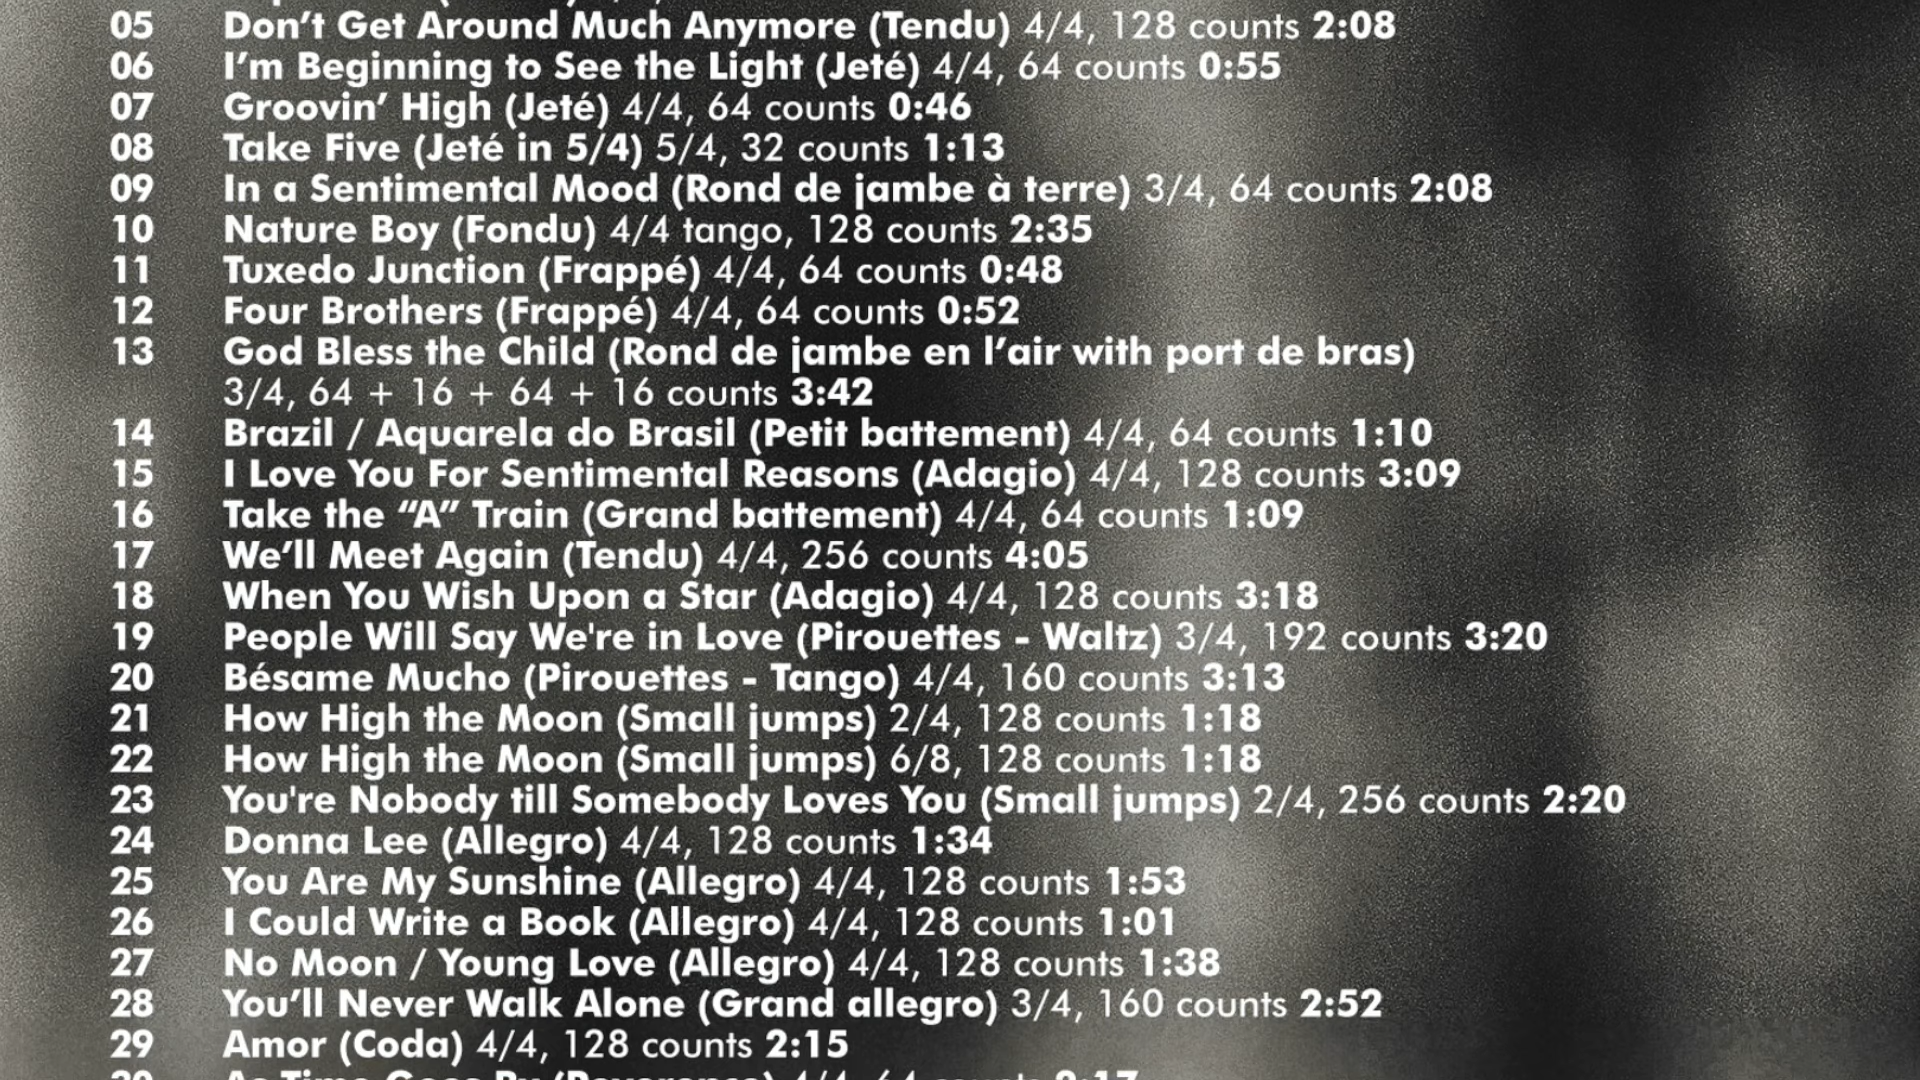 05 Don’t Get Around Much Anymore (Tendu) 4/4, 128 counts 2:08
06 I’m Beginning to See the Light (Jeté) 4/4, 64 counts 0:55
07 Groovin’ High (Jeté) 4/4, 64 counts 0:46
08 Take Five (Jeté in 5/4) 5/4, 32 counts 1:13
09 In a Sentimental Mood (Rond de jambe à terre) 3/4, 64 counts 2:08
10 Nature Boy (Fondu) 4/4 tango, 128 counts 2:35
11 Tuxedo Junction (Frappé) 4/4, 64 counts 0:48
12 Four Brothers (Frappé) 4/4, 64 counts 0:52
13 God Bless the Child (Rond de jambe en l’air with port de bras)
3/4, 64 + 16 + 64 + 16 counts 3:42
14 Brazil / Aquarela do Brasil (Petit battement) 4/4, 64 counts 1:10
15 I Love You For Sentimental Reasons (Adagio) 4/4, 128 counts 3:09
16 Take the “A” Train (Grand battement) 4/4, 64 counts 1:09
17 We’ll Meet Again (Tendu) 4/4, 256 counts 4:05
18 When You Wish Upon a Star (Adagio) 4/4, 128 counts 3:18
19 People Will Say We're in Love (Pirouettes - Waltz) 3/4, 192 counts 3:20
20 Bésame Mucho (Pirouettes - Tango) 4/4, 160 counts 3:13
21 How High the Moon (Small jumps) 2/4, 128 counts 1:18
22 How High the Moon (Small jumps) 6/8, 128 counts 1:18
23 You're Nobody till Somebody Loves You (Small jumps) 2/4, 256 counts 2:20
24 Donna Lee (Allegro) 4/4, 128 counts 1:34
25 You Are My Sunshine (Allegro) 4/4, 128 counts 1:53
26 I Could Write a Book (Allegro) 4/4, 128 counts 1:01
27 No Moon / Young Love (Allegro) 4/4, 128 counts 1:38
28 You’ll Never Walk Alone (Grand allegro) 3/4, 160 counts 2:52
29 Amor (Coda) 4/4, 128 counts 2:15